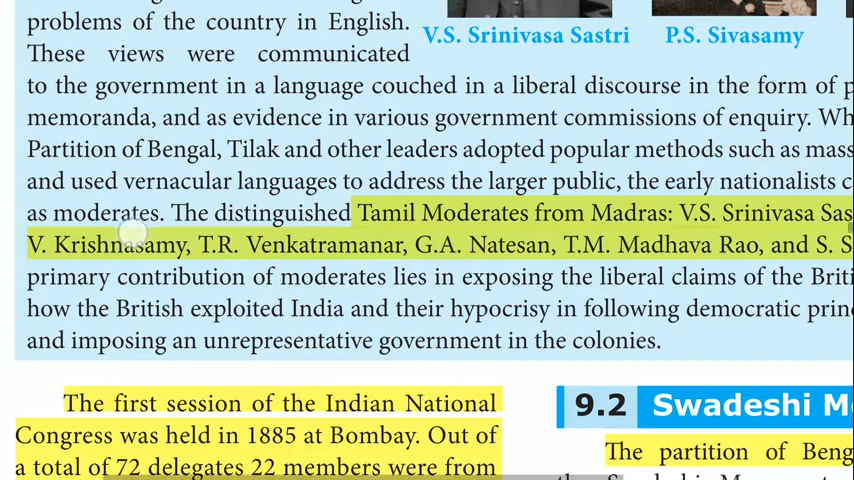 problems of the country in English.
These views were communicated
V.S. Srinivasa Sastri P.S. Sivasamy
to the government in a language couched in a liberal discourse in the form of p
memoranda, and as evidence in various government commissions of enquiry. Wh
Partition of Bengal, Tilak and other leaders adopted popular methods such as mass
and used vernacular languages to address the larger public, the early nationalists c
as moderates. The distinguished Tamil Moderates from Madras: V.S. Srinivasa Sas
V. Krishnasamy, T.R. Venkatramanar, G.A. Natesan, T.M. Madhava Rao, and S. S
primary contribution of moderates lies in exposing the liberal claims of the Briti
how the British exploited India and their hypocrisy in following democratic prin
and imposing an unrepresentative government in the colonies.
The first session of the Indian National
Congress was held in 1885 at Bombay. Out of
a total of 72 delegates 22 members were from
9.2 Swadeshi M
The partition of Beng